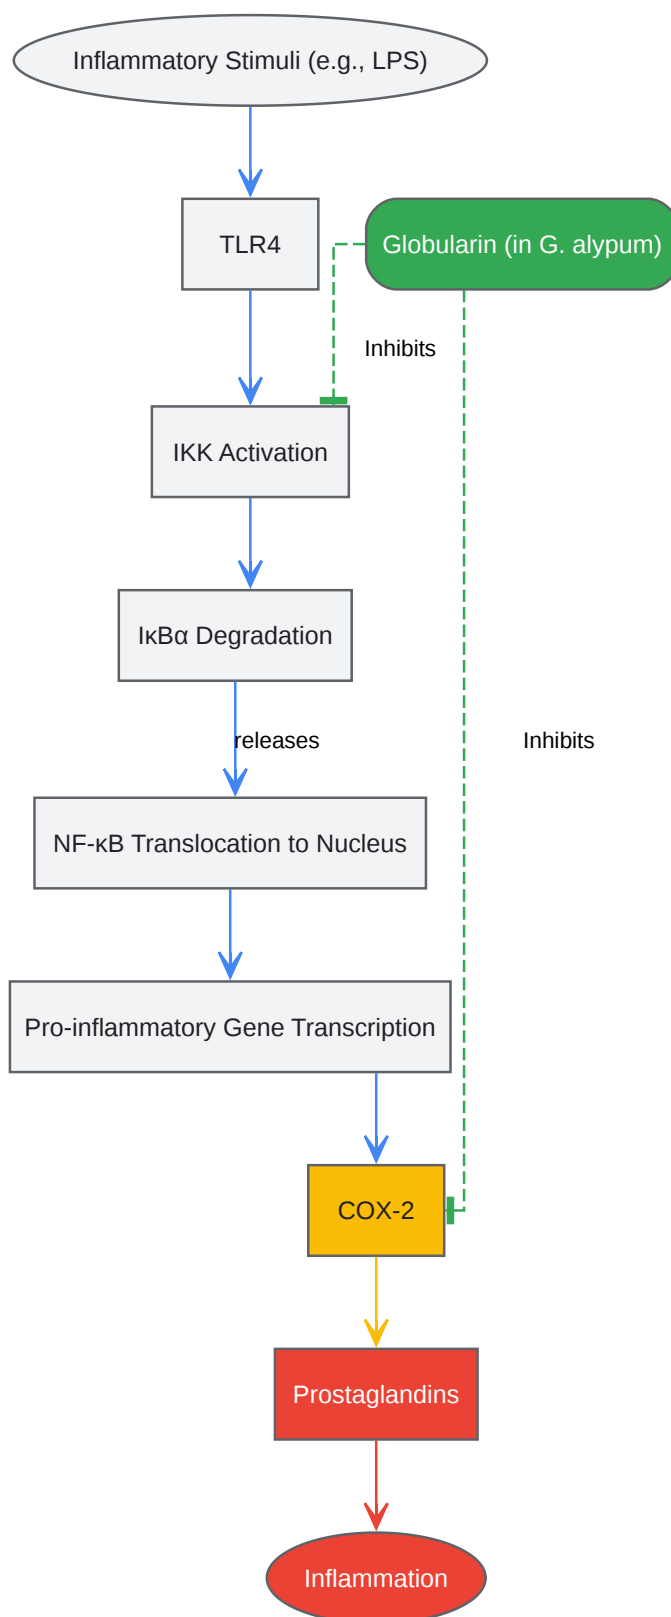 Inflammatory Stimuli (e.g., LPS)
TLR4
Globularin (in G. alypum)
Inhibits
IKK Activation
IκBα Degradation
releases
Inhibits
NF-κB Translocation to Nucleus
Pro-inflammatory Gene Transcription
COX-2
Prostaglandins
Inflammation